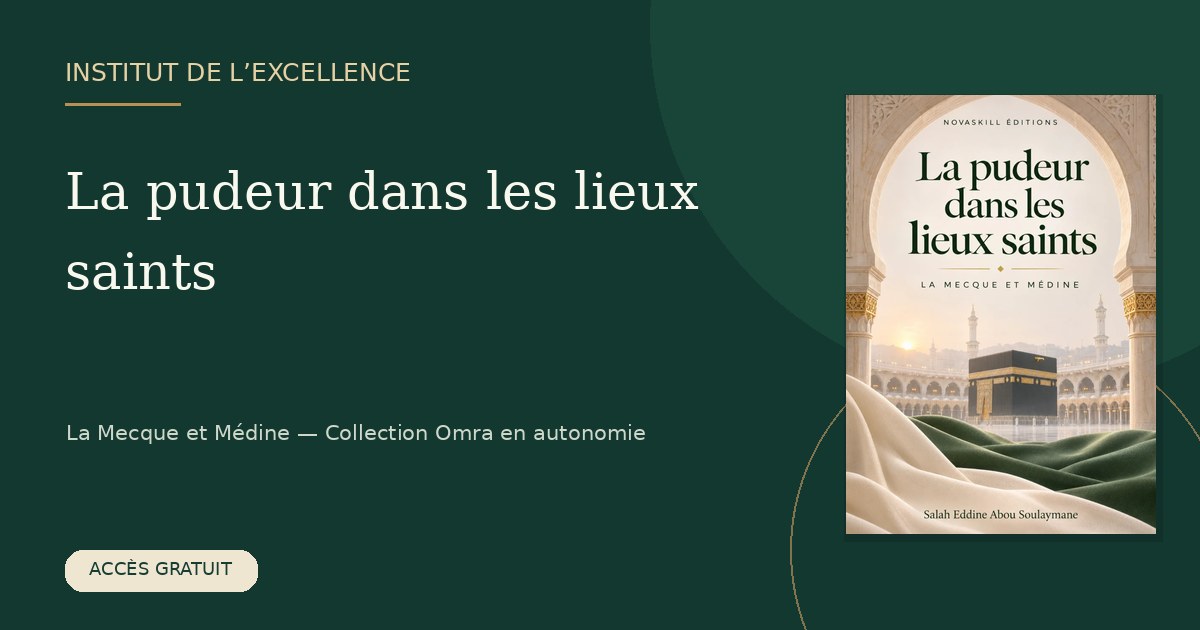 INSTITUT DE L’EXCELLENCE
La pudeur dans les lieux
saints
La Mecque et Médine — Collection Omra en autonomie
ACCÈS GRATUIT
NOVASKILL ÉDITIONS
La pudeur
dans les
lieux saints
LA MECQUE ET MÉDINE
Salah Eddine Abou Soulaymane